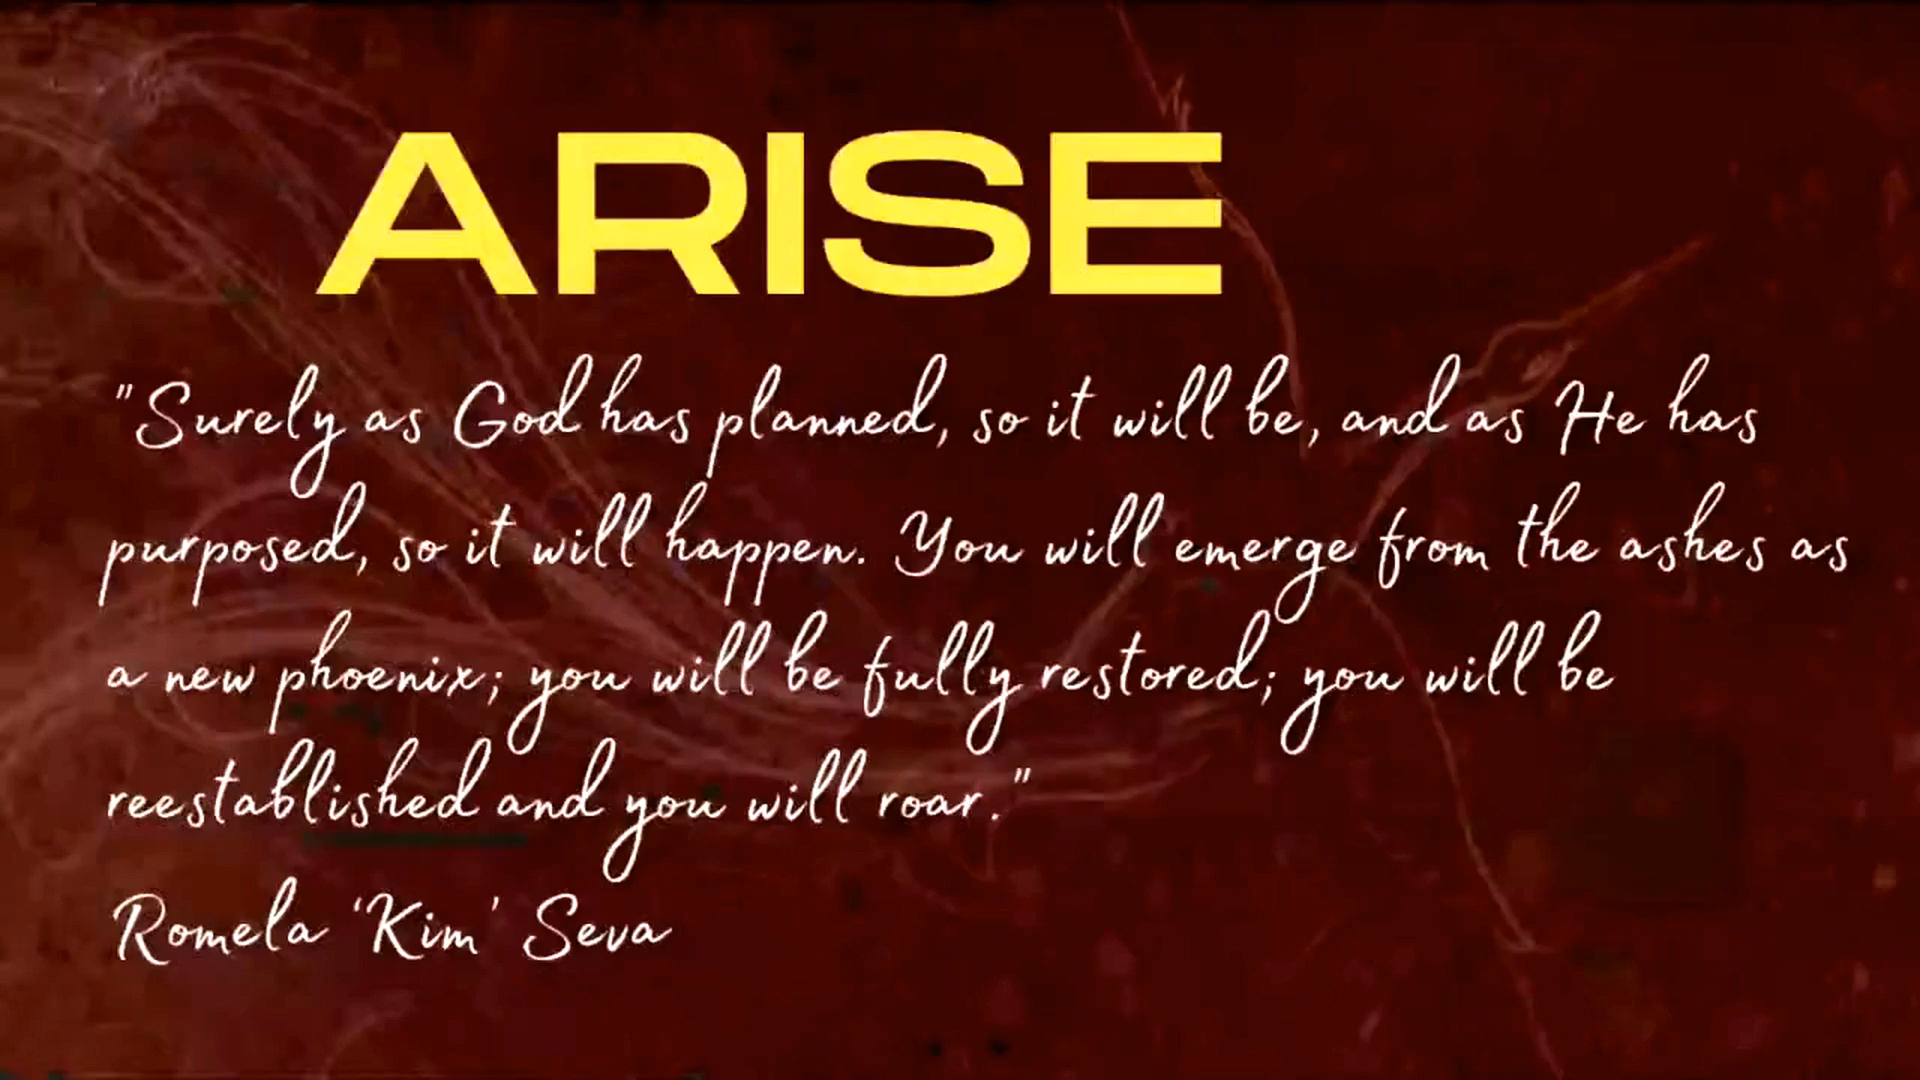 ARISE
"Surely as God has planned, so it will be, and as He has
purposed, so it will happen. You will emerge from the ashes as
a new phoenix; you will be fully restored; you will be
reestablished and you will roar."
Romela 'Kim' Seva